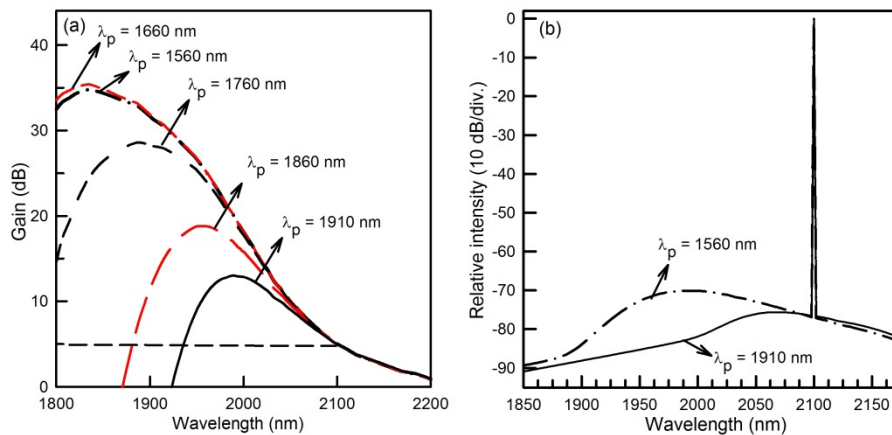 (a)
λp = 1660 nm
λp = 1560 nm
λp = 1760 nm
λp = 1860 nm
λp = 1910 nm
Gain (dB)
40
30
20
10
0
1800 1900 2000 2100 2200
Wavelength (nm)
(b)
Relative intensity (10 dB/div.)
0
-10
-20
-30
-40
-50
-60
-70
-80
-90
λp = 1560 nm
λp = 1910 nm
1850 1900 1950 2000 2050 2100 2150
Wavelength (nm)